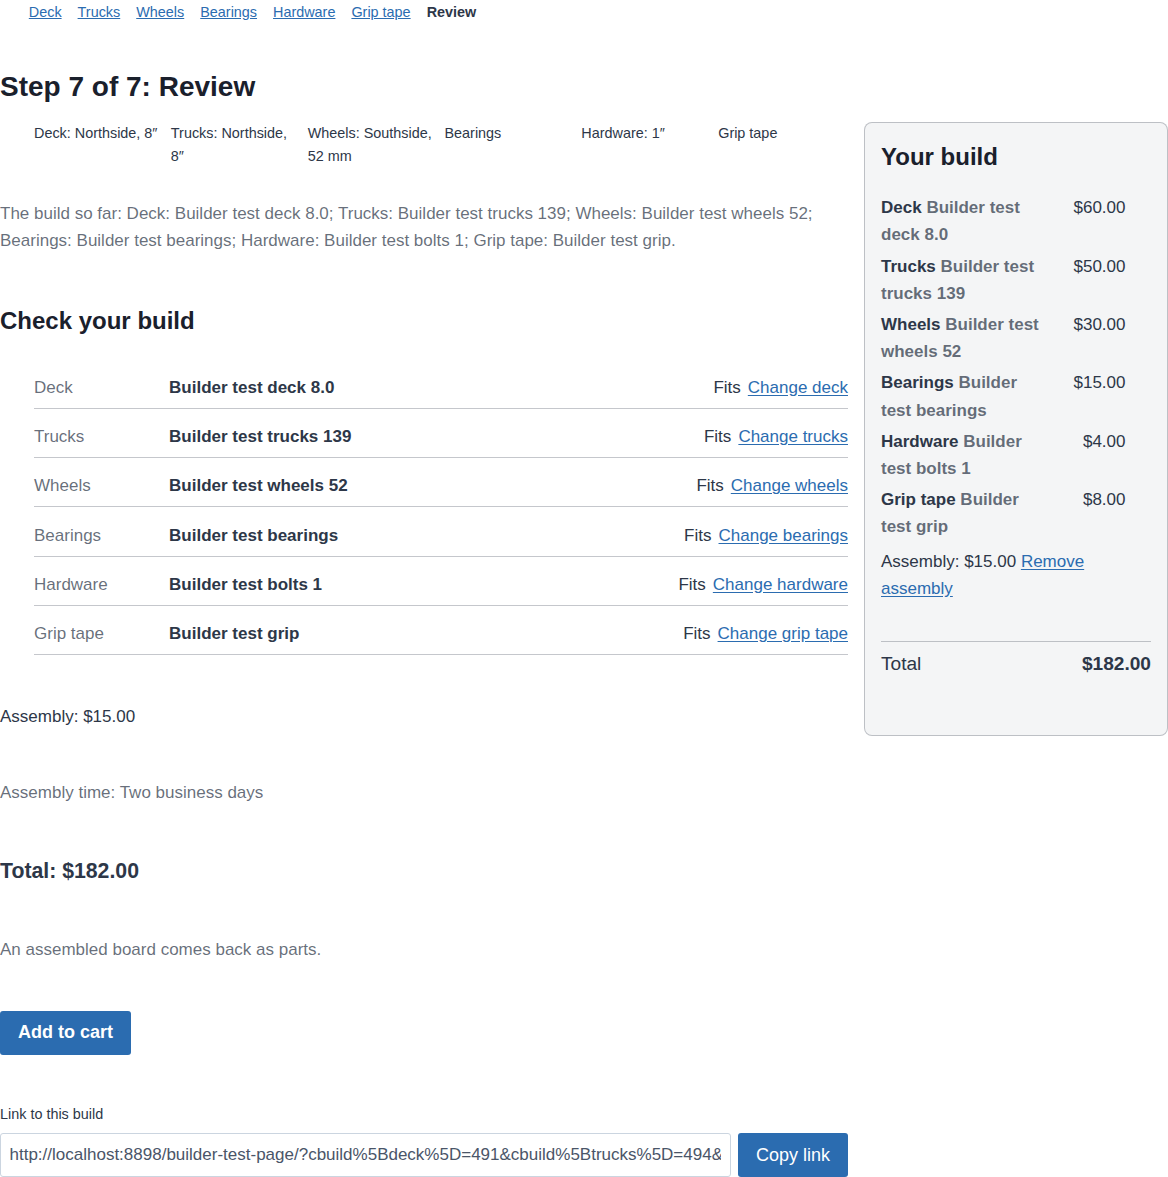 Deck Trucks Wheels Bearings Hardware Grip tape Review
Step 7 of 7: Review
Deck: Northside, 8″ Trucks: Northside, 8″ Wheels: Southside, 52 mm Bearings Hardware: 1″ Grip tape
The build so far: Deck: Builder test deck 8.0; Trucks: Builder test trucks 139; Wheels: Builder test wheels 52;
Bearings: Builder test bearings; Hardware: Builder test bolts 1; Grip tape: Builder test grip.
Check your build
Deck Builder test deck 8.0 Fits Change deck
Trucks Builder test trucks 139 Fits Change trucks
Wheels Builder test wheels 52 Fits Change wheels
Bearings Builder test bearings Fits Change bearings
Hardware Builder test bolts 1 Fits Change hardware
Grip tape Builder test grip Fits Change grip tape
Assembly: $15.00
Assembly time: Two business days
Total: $182.00
An assembled board comes back as parts.
Add to cart
Link to this build
http://localhost:8898/builder-test-page/?cbuild%5Bdeck%5D=491&cbuild%5Btrucks%5D=494& Copy link
Your build
Deck Builder test $60.00
deck 8.0
Trucks Builder test $50.00
trucks 139
Wheels Builder test $30.00
wheels 52
Bearings Builder $15.00
test bearings
Hardware Builder $4.00
test bolts 1
Grip tape Builder $8.00
test grip
Assembly: $15.00 Remove
assembly
Total $182.00